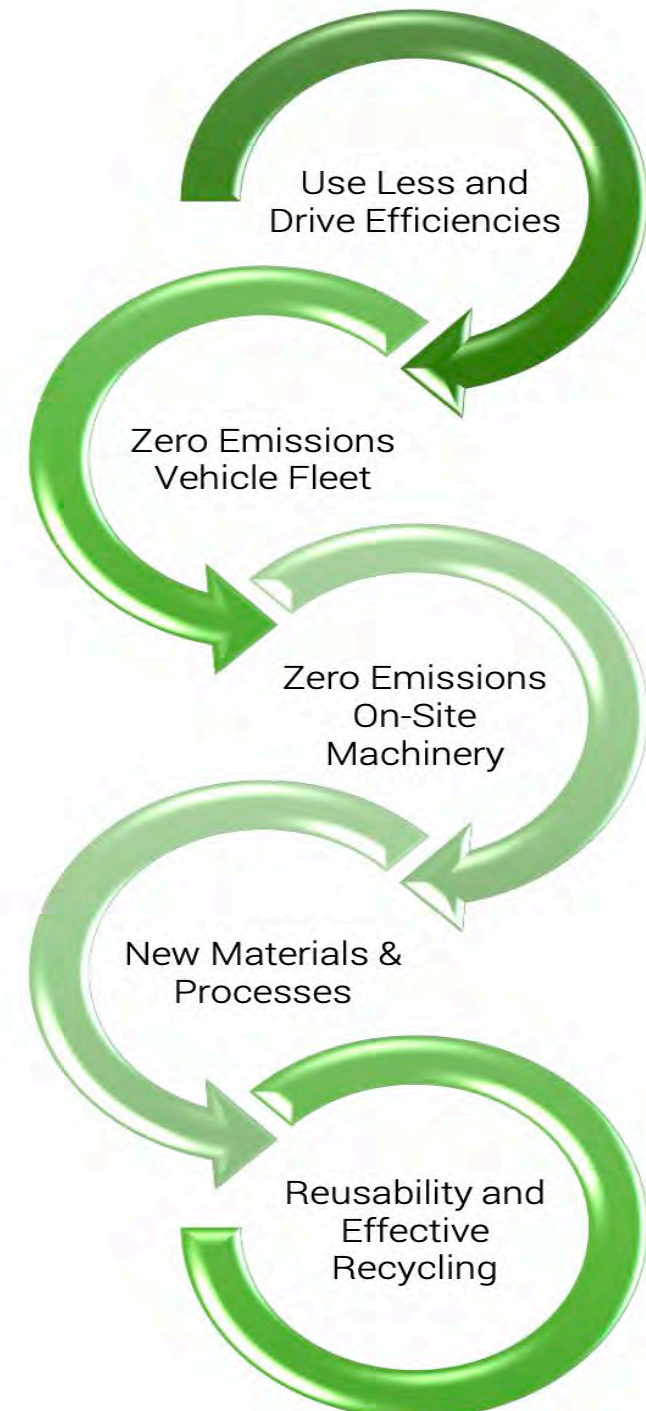 Use Less and
Drive Efficiencies
Zero Emissions
Vehicle Fleet
Zero Emissions
On-Site
Machinery
New Materials &
Processes
Reusability and
Effective
Recycling